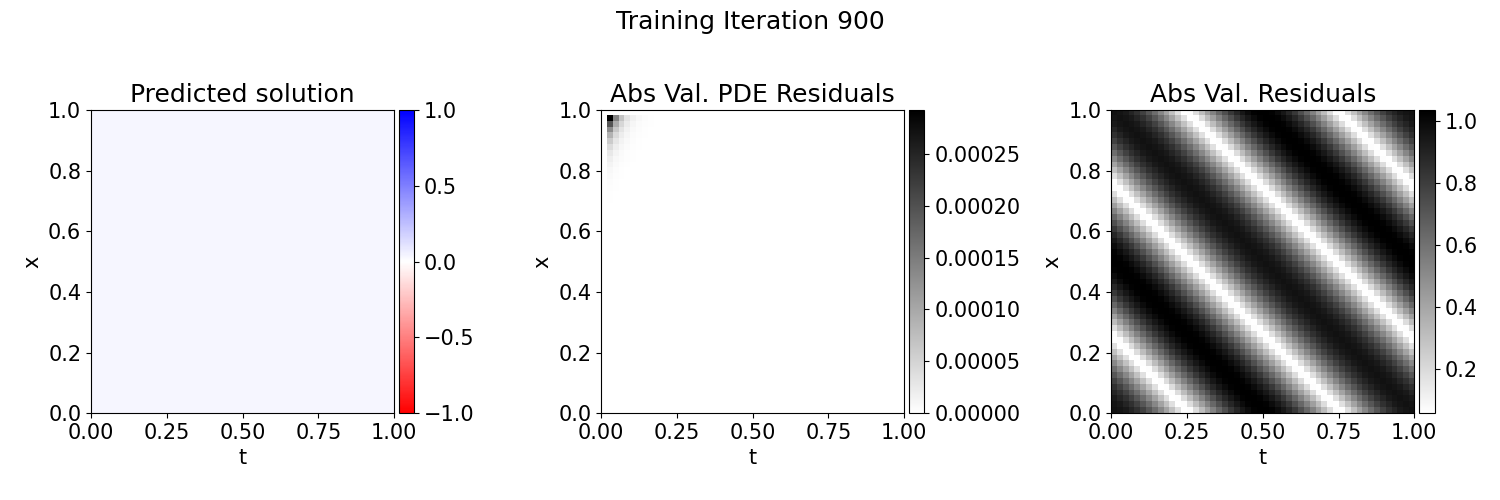 Training Iteration 900
Predicted solution
1.0
0.8
0.6
0.4
0.2
0.0
x
0.00 0.25 0.50 0.75 1.00
t
1.0
0.5
0.0
−0.5
−1.0
Abs Val. PDE Residuals
1.0
0.8
0.6
0.4
0.2
0.0
x
0.00 0.25 0.50 0.75 1.00
t
0.00025
0.00020
0.00015
0.00010
0.00005
0.00000
Abs Val. Residuals
1.0
0.8
0.6
0.4
0.2
0.0
x
0.00 0.25 0.50 0.75 1.00
t
1.0
0.8
0.6
0.4
0.2